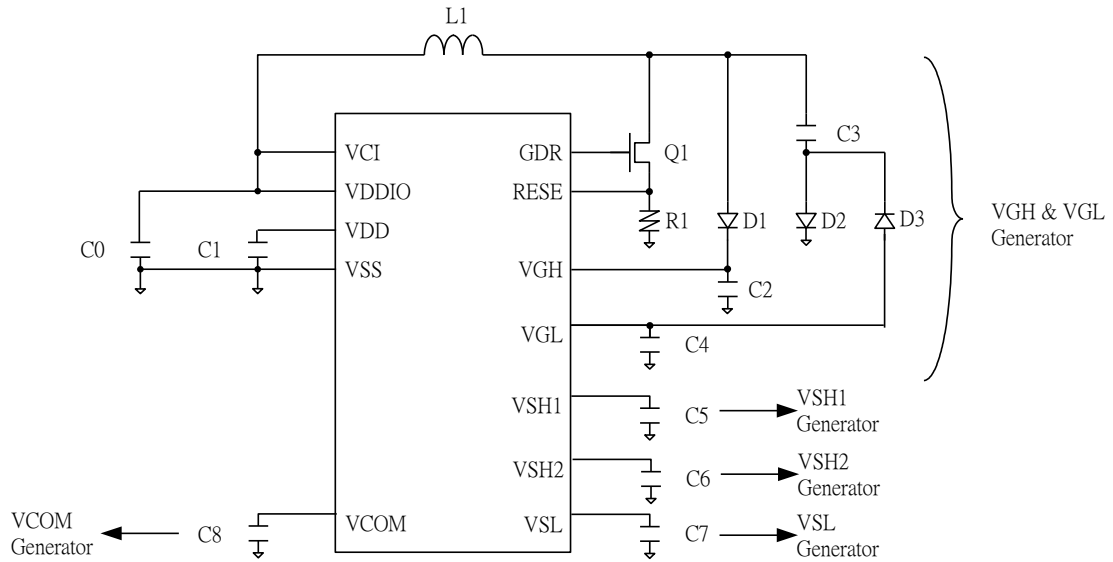 L1
VCI
GDR
Q1
C3
VDDIO
RESE
R1
D1
D2
D3
VGH & VGL
Generator
C0
C1
VDD
VSS
VGH
C2
VGL
C4
VSH1
C5
VSH1
Generator
VSH2
C6
VSH2
Generator
VCOM
Generator
C8
VCOM
VSL
C7
VSL
Generator